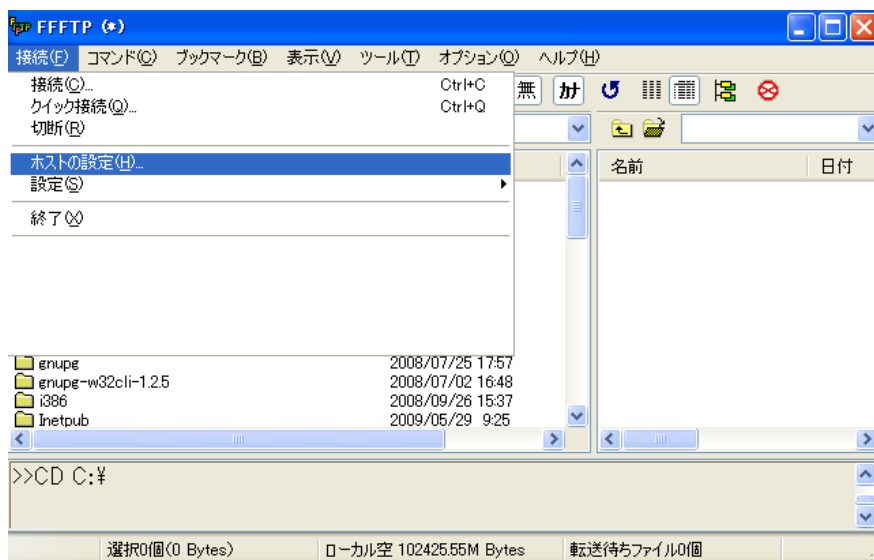 FFFTP (*)
接続(F) コマンド(C) ブックマーク(B) 表示(V) ツール(T) オプション(O) ヘルプ(H)
接続(C)... Ctrl+C
クイック接続(Q)... Ctrl+Q
切断(R)
ホストの設定(H)...
設定(S)
終了(X)
無 ｶﾅ
名前 日付
gnupg 2008/07/25 17:57
gnupg-w32cli-1.2.5 2008/07/02 16:48
i386 2008/09/26 15:37
Inetpub 2009/05/29 9:25
>>CD C:¥
選択0個(0 Bytes) ローカル空 102425.55M Bytes 転送待ちファイル0個